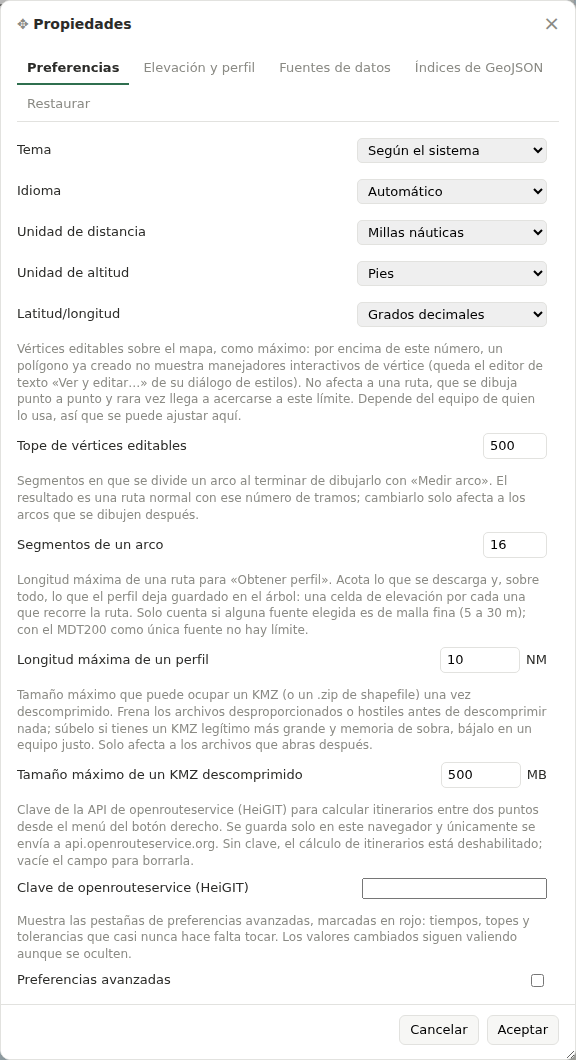 Propiedades
Preferencias Elevación y perfil Fuentes de datos Índices de GeoJSON
Restaurar
Tema Según el sistema
Idioma Automático
Unidad de distancia Millas náuticas
Unidad de altitud Pies
Latitud/longitud Grados decimales
Vértices editables sobre el mapa, como máximo: por encima de este número, un
polígono ya creado no muestra manejadores interactivos de vértice (queda el editor de
texto «Ver y editar...» de su diálogo de estilos). No afecta a una ruta, que se dibuja
punto a punto y rara vez llega a acercarse a este límite. Depende del equipo de quien
lo usa, así que se puede ajustar aquí.
Tope de vértices editables 500
Segmentos en que se divide un arco al terminar de dibujarlo con «Medir arco». El
resultado es una ruta normal con ese número de tramos; cambiarlo solo afecta a los
arcos que se dibujen después.
Segmentos de un arco 16
Longitud máxima de una ruta para «Obtener perfil». Acota lo que se descarga y, sobre
todo, lo que el perfil deja guardado en el árbol: una celda de elevación por cada una
que recorre la ruta. Solo cuenta si alguna fuente elegida es de malla fina (5 a 30 m);
con el MDT200 como única fuente no hay límite.
Longitud máxima de un perfil 10 NM
Tamaño máximo que puede ocupar un KMZ (o un .zip de shapefile) una vez
descomprimido. Frena los archivos desproporcionados o hostiles antes de descomprimir
nada; súbelo si tienes un KMZ legítimo más grande y memoria de sobra, bájalo en un
equipo justo. Solo afecta a los archivos que abras después.
Tamaño máximo de un KMZ descomprimido 500 MB
Clave de la API de openrouteservice (HeiGIT) para calcular itinerarios entre dos puntos
desde el menú del botón derecho. Se guarda solo en este navegador y únicamente se
envía a api.openrouteservice.org. Sin clave, el cálculo de itinerarios está deshabilitado;
vacíe el campo para borrarla.
Clave de openrouteservice (HeiGIT)
Muestra las pestañas de preferencias avanzadas, marcadas en rojo: tiempos, topes y
tolerancias que casi nunca hace falta tocar. Los valores cambiados siguen valiendo
aunque se oculten.
Preferencias avanzadas
Cancelar Aceptar